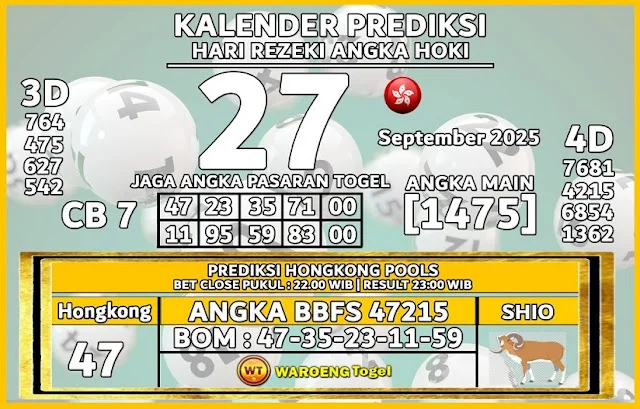 KALENDER PREDIKSI
HARI REZEKI ANGKA HOKI
3D
764
475
627
542
27
September 2025
4D
7681
4215
6854
1362
JAGA ANGKA PASARAN TOGEL
CB 7
47 23 35 71 00
11 95 59 83 00
ANGKA MAIN
[1475]
PREDIKSI HONGKONG POOLS
BET CLOSE PUKUL : 22.00 WIB | RESULT 23:00 WIB
Hongkong
47
ANGKA BBFS 47215
BOM : 47-35-23-11-59
WT WAROENG Togel
SHIO